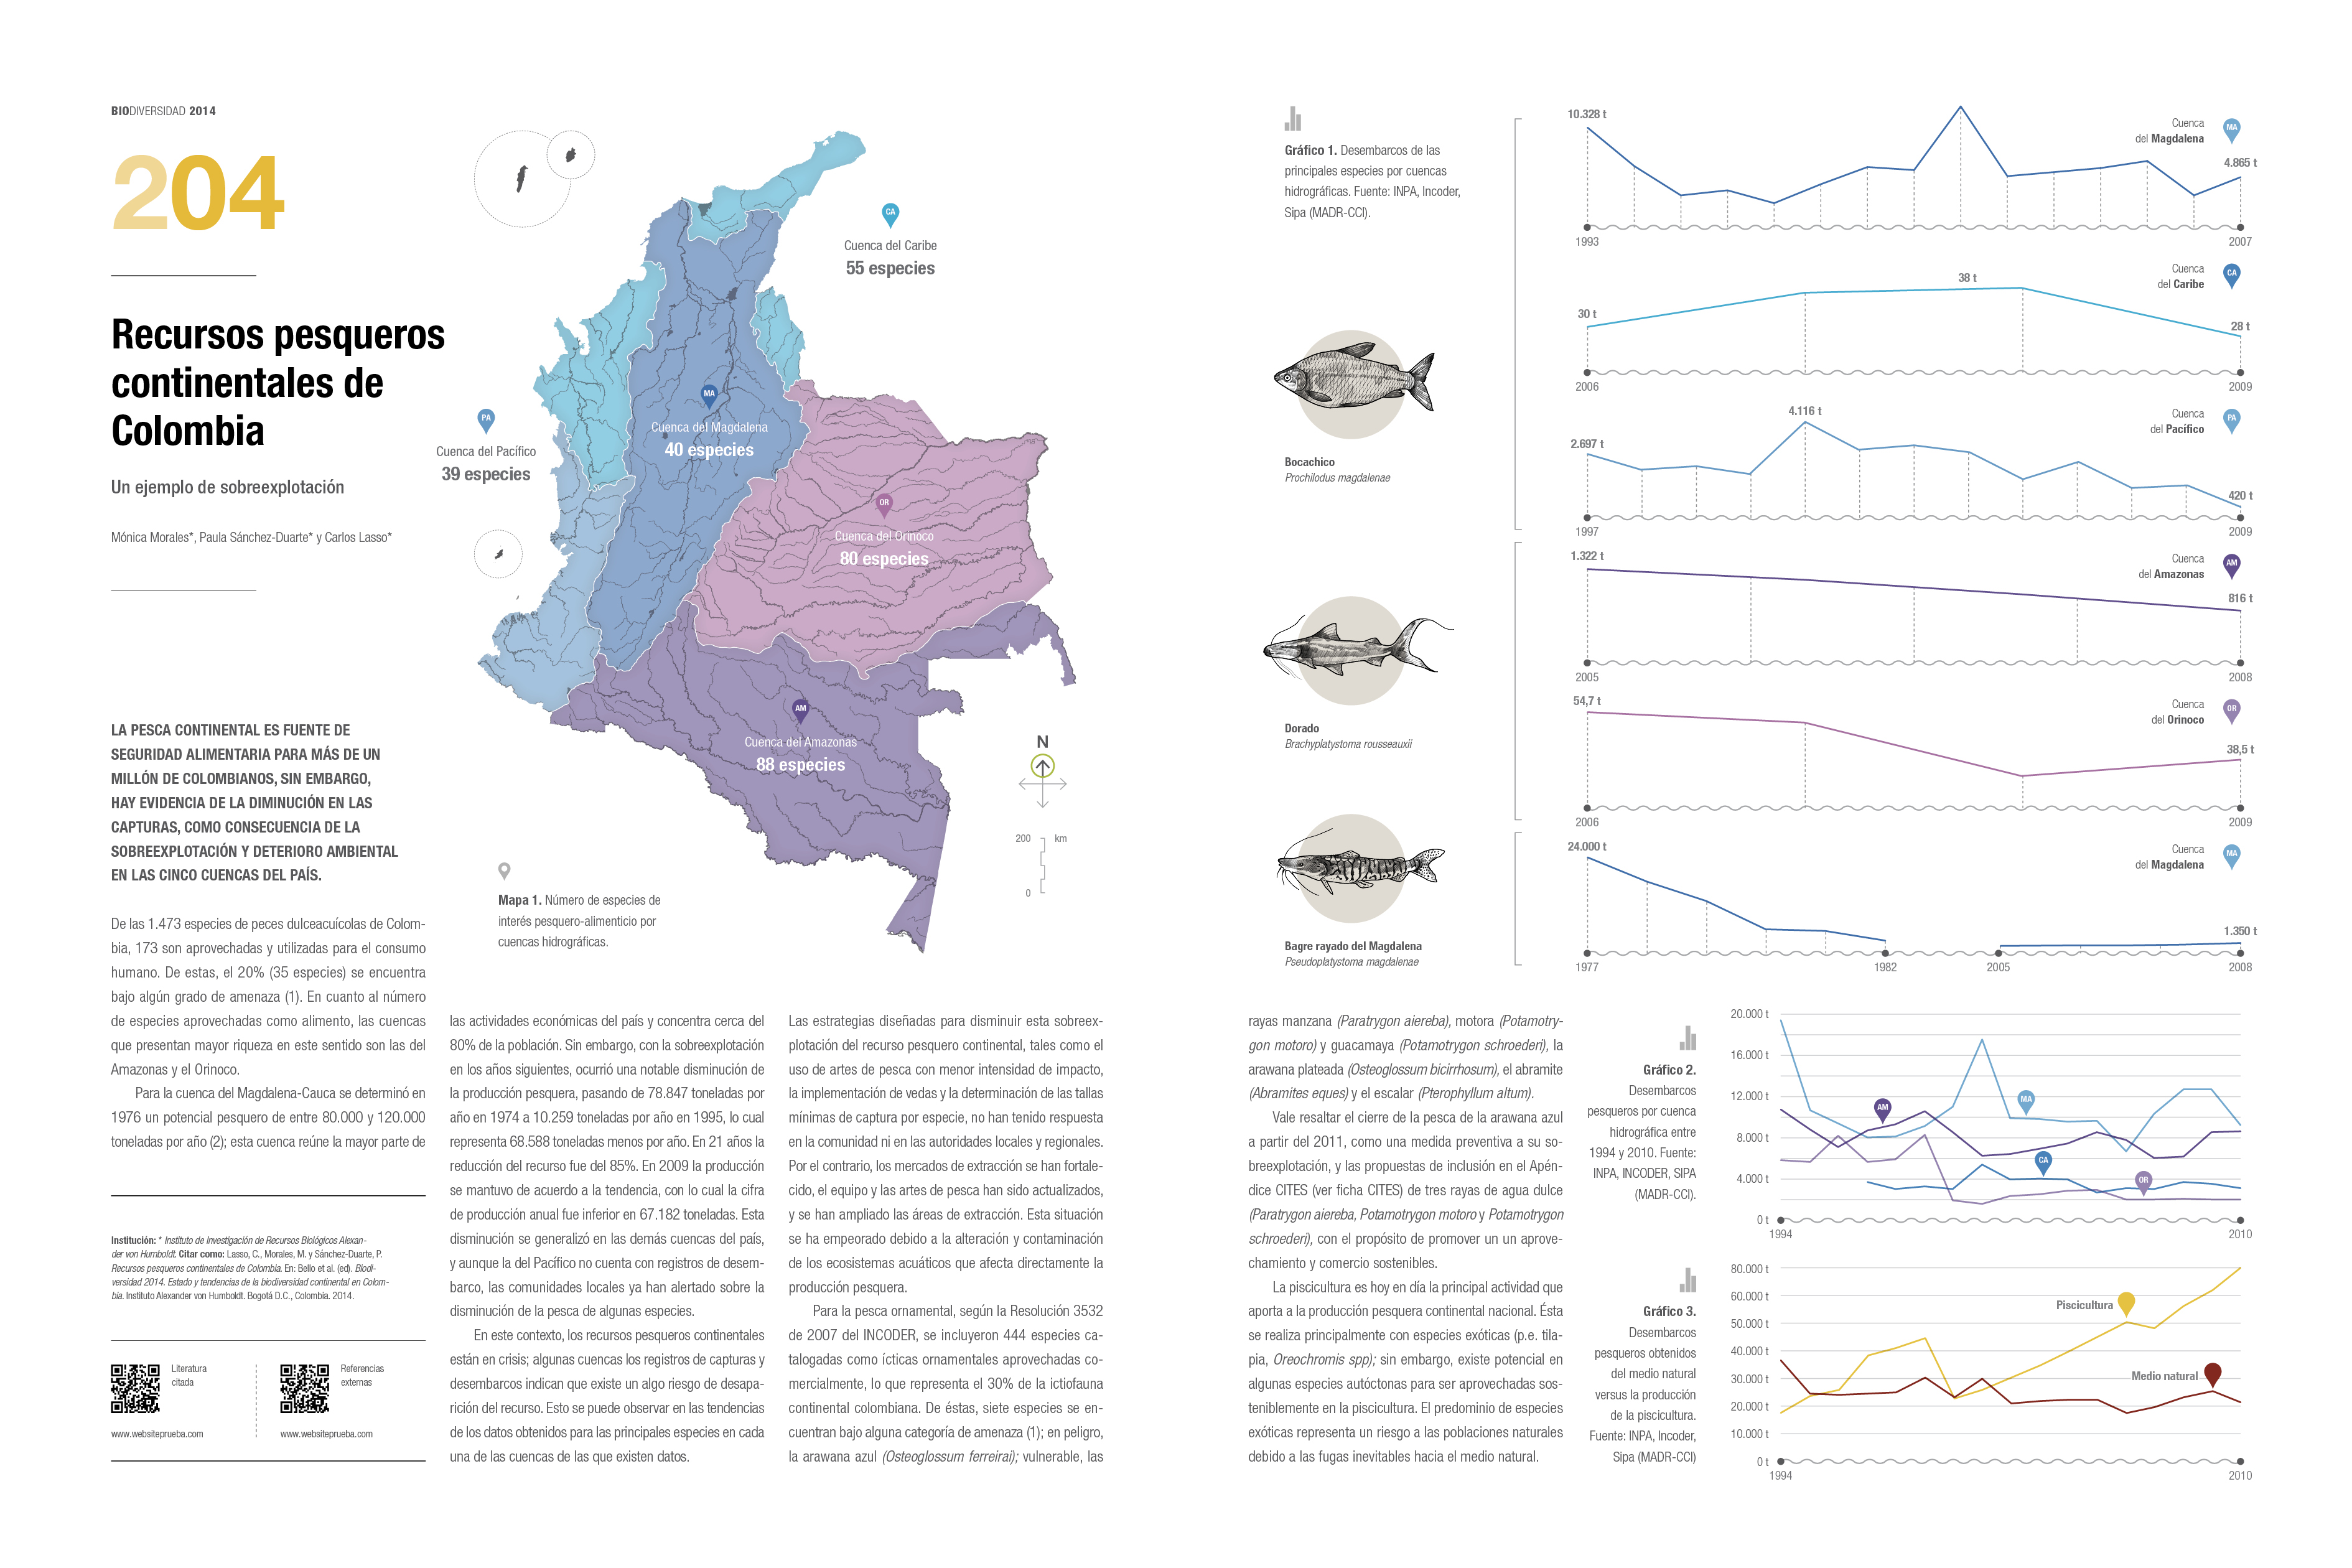 BIODIVERSIDAD 2014
204
Recursos pesqueros
continentales de
Colombia
Un ejemplo de sobreexplotación
Mónica Morales*, Paula Sánchez-Duarte* y Carlos Lasso*
LA PESCA CONTINENTAL ES FUENTE DE
SEGURIDAD ALIMENTARIA PARA MÁS DE UN
MILLÓN DE COLOMBIANOS, SIN EMBARGO,
HAY EVIDENCIA DE LA DIMINUCIÓN EN LAS
CAPTURAS, COMO CONSECUENCIA DE LA
SOBREEXPLOTACIÓN Y DETERIORO AMBIENTAL
EN LAS CINCO CUENCAS DEL PAÍS.
De las 1.473 especies de peces dulceacuícolas de Colom-
bia, 173 son aprovechadas y utilizadas para el consumo
humano. De estas, el 20% (35 especies) se encuentra
bajo algún grado de amenaza (1). En cuanto al número
de especies aprovechadas como alimento, las cuencas
que presentan mayor riqueza en este sentido son las del
Amazonas y el Orinoco.
Para la cuenca del Magdalena-Cauca se determinó en
1976 un potencial pesquero de entre 80.000 y 120.000
toneladas por año (2); esta cuenca reúne la mayor parte de
Institución: * Instituto de Investigación de Recursos Biológicos Alexan-
der von Humboldt. Citar como: Lasso, C., Morales, M. y Sánchez-Duarte, P.
Recursos pesqueros continentales de Colombia. En: Bello et al. (ed). Biodi-
versidad 2014. Estado y tendencias de la biodiversidad continental en Colom-
bia. Instituto Alexander von Humboldt. Bogotá D.C., Colombia. 2014.
Literatura
citada
www.websiteprueba.com
Referencias
externas
www.websiteprueba.com
CA
Cuenca del Caribe
55 especies
PA
Cuenca del Pacífico
39 especies
MA
Cuenca del Magdalena
40 especies
OR
Cuenca del Orinoco
80 especies
AM
Cuenca del Amazonas
88 especies
N
200 km
0
Mapa 1. Número de especies de
interés pesquero-alimenticio por
cuencas hidrográficas.
las actividades económicas del país y concentra cerca del
80% de la población. Sin embargo, con la sobreexplotación
en los años siguientes, ocurrió una notable disminución de
la producción pesquera, pasando de 78.847 toneladas por
año en 1974 a 10.259 toneladas por año en 1995, lo cual
representa 68.588 toneladas menos por año. En 21 años la
reducción del recurso fue del 85%. En 2009 la producción
se mantuvo de acuerdo a la tendencia, con lo cual la cifra
de producción anual fue inferior en 67.182 toneladas. Esta
disminución se generalizó en las demás cuencas del país,
y aunque la del Pacífico no cuenta con registros de desem-
barco, las comunidades locales ya han alertado sobre la
disminución de la pesca de algunas especies.
En este contexto, los recursos pesqueros continentales
están en crisis; algunas cuencas los registros de capturas y
desembarcos indican que existe un algo riesgo de desapa-
rición del recurso. Esto se puede observar en las tendencias
de los datos obtenidos para las principales especies en cada
una de las cuencas de las que existen datos.
Las estrategias diseñadas para disminuir esta sobreex-
plotación del recurso pesquero continental, tales como el
uso de artes de pesca con menor intensidad de impacto,
la implementación de vedas y la determinación de las tallas
mínimas de captura por especie, no han tenido respuesta
en la comunidad ni en las autoridades locales y regionales.
Por el contrario, los mercados de extracción se han fortale-
cido, el equipo y las artes de pesca han sido actualizados,
y se han ampliado las áreas de extracción. Esta situación
se ha empeorado debido a la alteración y contaminación
de los ecosistemas acuáticos que afecta directamente la
producción pesquera.
Para la pesca ornamental, según la Resolución 3532
de 2007 del INCODER, se incluyeron 444 especies ca-
talogadas como ícticas ornamentales aprovechadas co-
mercialmente, lo que representa el 30% de la ictiofauna
continental colombiana. De éstas, siete especies se en-
cuentran bajo alguna categoría de amenaza (1); en peligro,
la arawana azul (Osteoglossum ferreirai); vulnerable, las
Gráfico 1. Desembarcos de las
principales especies por cuencas
hidrográficas. Fuente: INPA, Incoder,
Sipa (MADR-CCI).
Bocachico
Prochilodus magdalenae
Dorado
Brachyplatystoma rousseauxii
Bagre rayado del Magdalena
Pseudoplatystoma magdalenae
10.328 t
Cuenca
del Magdalena
MA
4.865 t
1993
2007
Cuenca
del Caribe
CA
30 t
38 t
28 t
2006
2009
Cuenca
del Pacífico
PA
2.697 t
4.116 t
420 t
1997
2009
1.322 t
Cuenca
del Amazonas
AM
816 t
2005
2008
54,7 t
Cuenca
del Orinoco
OR
38,5 t
2006
2009
24.000 t
Cuenca
del Magdalena
MA
1.350 t
1977
1982
2005
2008
rayas manzana (Paratrygon aiereba), motora (Potamotry-
gon motoro) y guacamaya (Potamotrygon schroederi), la
arawana plateada (Osteoglossum bicirrhosum), el abramite
(Abramites eques) y el escalar (Pterophyllum altum).
Vale resaltar el cierre de la pesca de la arawana azul
a partir del 2011, como una medida preventiva a su so-
breexplotación, y las propuestas de inclusión en el Apén-
dice CITES (ver ficha CITES) de tres rayas de agua dulce
(Paratrygon aiereba, Potamotrygon motoro y Potamotrygon
schroederi), con el propósito de promover un un aprove-
chamiento y comercio sostenibles.
La piscicultura es hoy en día la principal actividad que
aporta a la producción pesquera continental nacional. Ésta
se realiza principalmente con especies exóticas (p.e. tila-
pia, Oreochromis spp); sin embargo, existe potencial en
algunas especies autóctonas para ser aprovechadas sos-
teniblemente en la piscicultura. El predominio de especies
exóticas representa un riesgo a las poblaciones naturales
debido a las fugas inevitables hacia el medio natural.
Gráfico 2.
Desembarcos
pesqueros por cuenca
hidrográfica entre
1994 y 2010. Fuente:
INPA, INCODER, SIPA
(MADR-CCI).
20.000 t
16.000 t
12.000 t
8.000 t
4.000 t
0 t
AM
MA
CA
OR
1994
2010
Gráfico 3.
Desembarcos
pesqueros obtenidos
del medio natural
versus la producción
de la piscicultura.
Fuente: INPA, Incoder,
Sipa (MADR-CCI)
80.000 t
60.000 t
50.000 t
40.000 t
30.000 t
20.000 t
10.000 t
0 t
Piscicultura
Medio natural
1994
2010